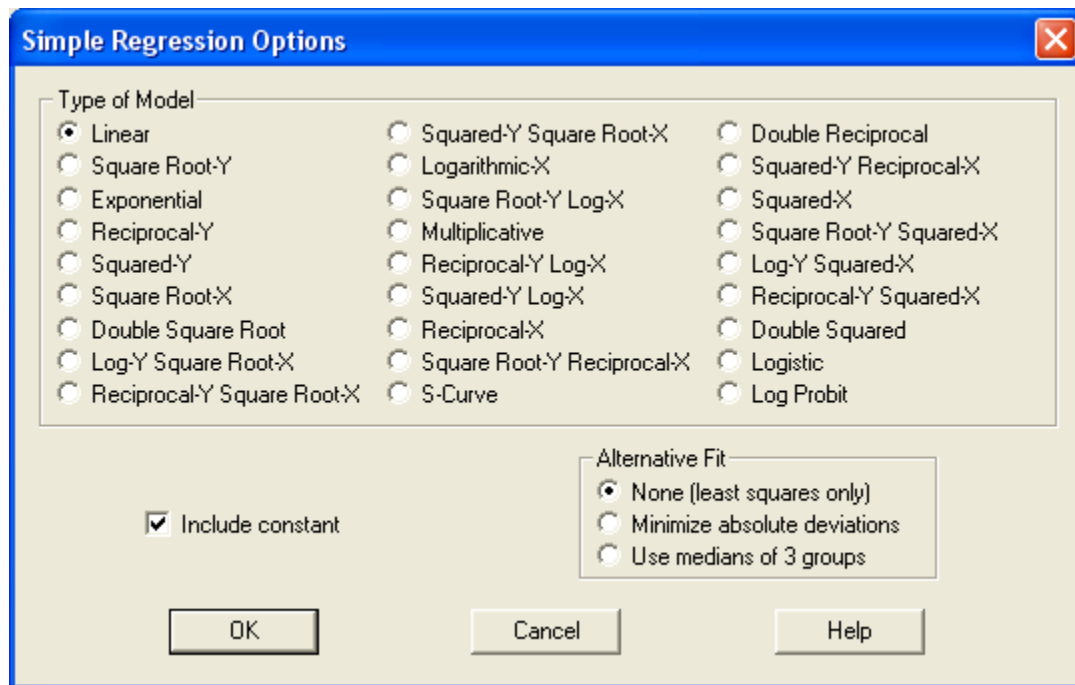 Simple Regression Options
Type of Model
Linear
Square Root-Y
Exponential
Reciprocal-Y
Squared-Y
Square Root-X
Double Square Root
Log-Y Square Root-X
Reciprocal-Y Square Root-X
Squared-Y Square Root-X
Logarithmic-X
Square Root-Y Log-X
Multiplicative
Reciprocal-Y Log-X
Squared-Y Log-X
Reciprocal-X
Square Root-Y Reciprocal-X
S-Curve
Double Reciprocal
Squared-Y Reciprocal-X
Squared-X
Square Root-Y Squared-X
Log-Y Squared-X
Reciprocal-Y Squared-X
Double Squared
Logistic
Log Probit
Include constant
Alternative Fit
None (least squares only)
Minimize absolute deviations
Use medians of 3 groups
OK
Cancel
Help